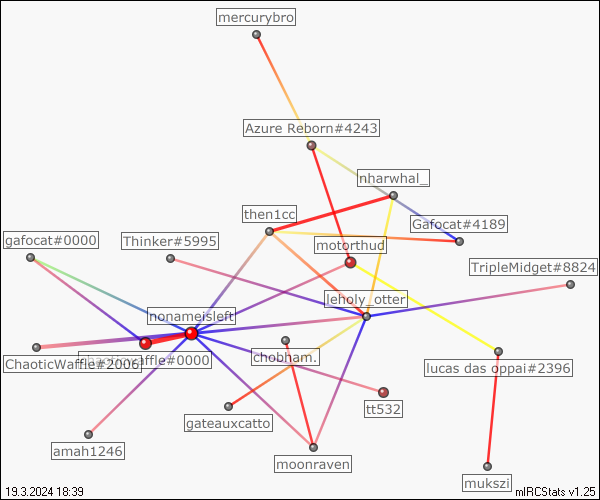 mercurybro
Azure Reborn#4243
nharwhal_
then1cc
Gafocat#4189
gafocat#0000
Thinker#5995
motorthud
TripleMidget#8824
leholy_otter
nonameisleft
ChaoticWaffle#2006
chaoticwaffle#0000
chobham.
lucas das oppai#2396
tt532
gateauxcatto
amah1246
moonraven
mukszi
19.3.2024 18:39
mIRCStats v1.25